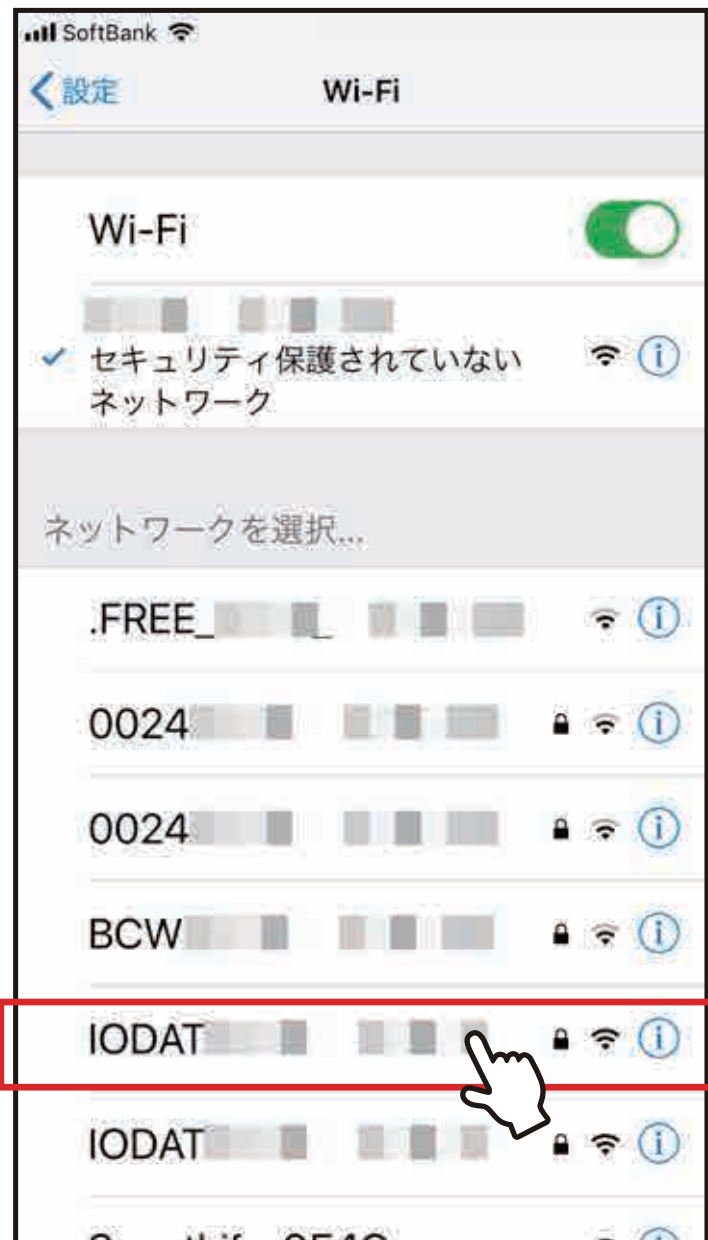 SoftBank
設定 Wi-Fi
Wi-Fi
セキュリティ保護されていない
ネットワーク
ネットワークを選択...
.FREE_ _
0024
0024
BCW
IODAT
IODAT